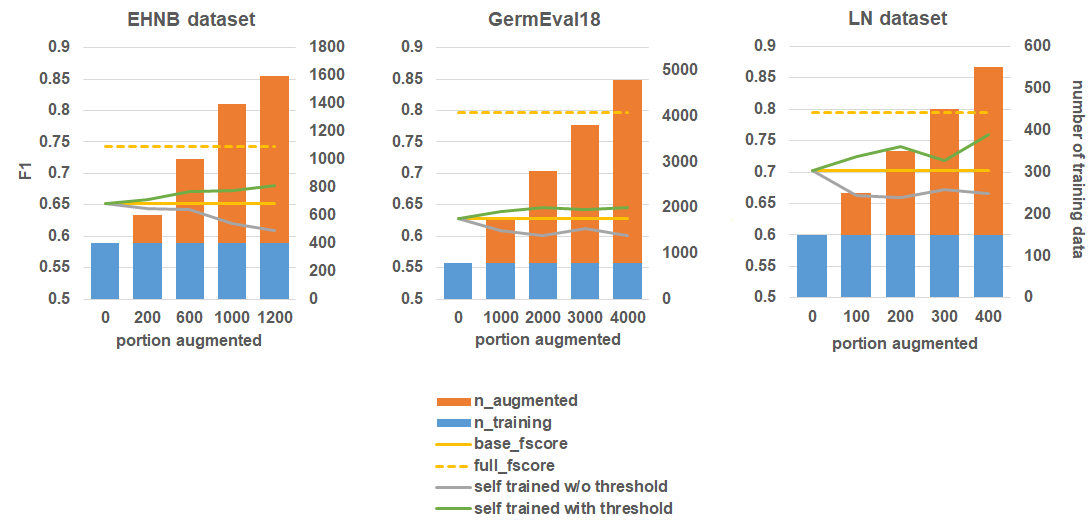 EHNB dataset
GermEval18
LN dataset
F1
0.9
0.85
0.8
0.75
0.7
0.65
0.6
0.55
0.5
1800
1600
1400
1200
1000
800
600
400
200
0
0 200 600 1000 1200
portion augmented
0.9
0.85
0.8
0.75
0.7
0.65
0.6
0.55
0.5
5000
4000
3000
2000
1000
0
0 1000 2000 3000 4000
portion augmented
0.9
0.85
0.8
0.75
0.7
0.65
0.6
0.55
0.5
600
500
400
300
200
100
0
number of training data
0 100 200 300 400
portion augmented
n_augmented
n_training
base_fscore
full_fscore
self trained w/o threshold
self trained with threshold